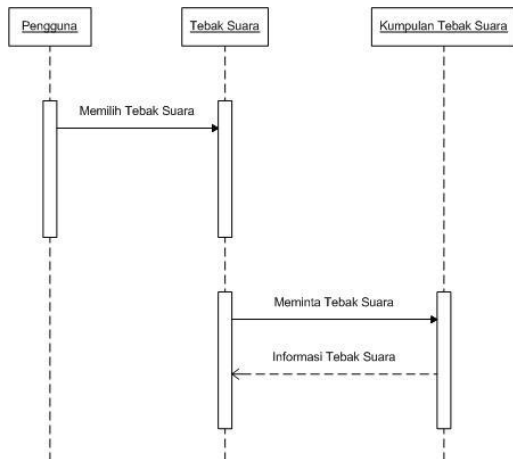 Pengguna
Tebak Suara
Kumpulan Tebak Suara
Memilih Tebak Suara
Meminta Tebak Suara
Informasi Tebak Suara